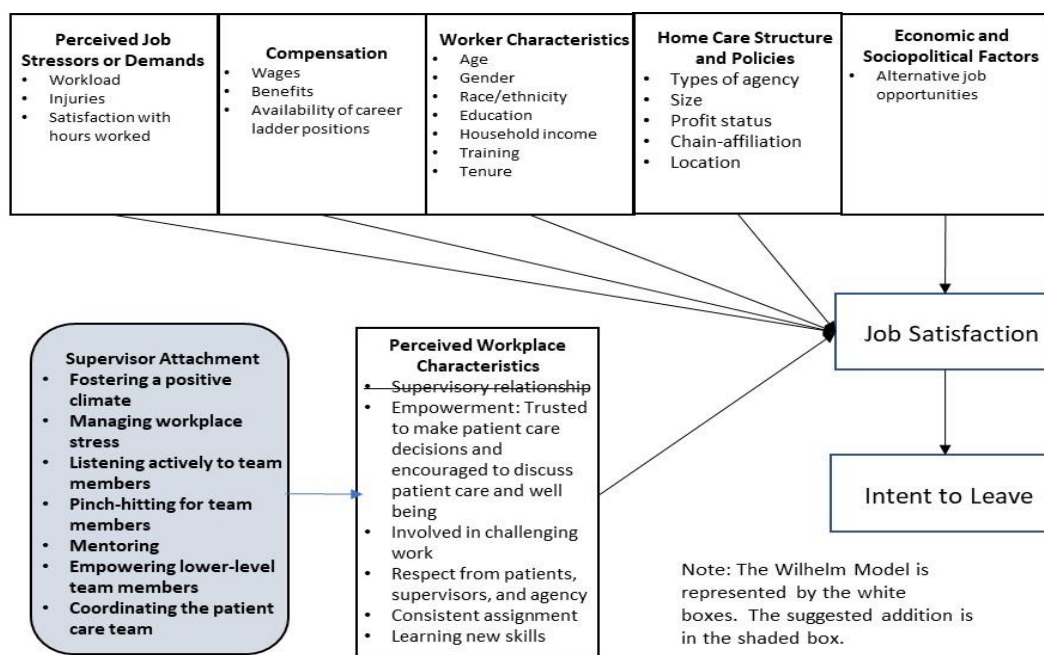 Perceived Job
Stressors or Demands
• Workload
• Injuries
• Satisfaction with
hours worked
Compensation
• Wages
• Benefits
• Availability of career
ladder positions
Worker Characteristics
• Age
• Gender
• Race/ethnicity
• Education
• Household income
• Training
• Tenure
Home Care Structure
and Policies
• Types of agency
• Size
• Profit status
• Chain-affiliation
• Location
Economic and
Sociopolitical Factors
• Alternative job
opportunities
Job Satisfaction
Supervisor Attachment
• Fostering a positive
climate
• Managing workplace
stress
• Listening actively to team
members
• Pinch-hitting for team
members
• Mentoring
• Empowering lower-level
team members
• Coordinating the patient
care team
Perceived Workplace
Characteristics
• Supervisory relationship
• Empowerment: Trusted
to make patient care
decisions and
encouraged to discuss
patient care and well
being
• Involved in challenging
work
• Respect from patients,
supervisors, and agency
• Consistent assignment
• Learning new skills
Intent to Leave
Note: The Wilhelm Model is
represented by the white
boxes. The suggested addition is
in the shaded box.